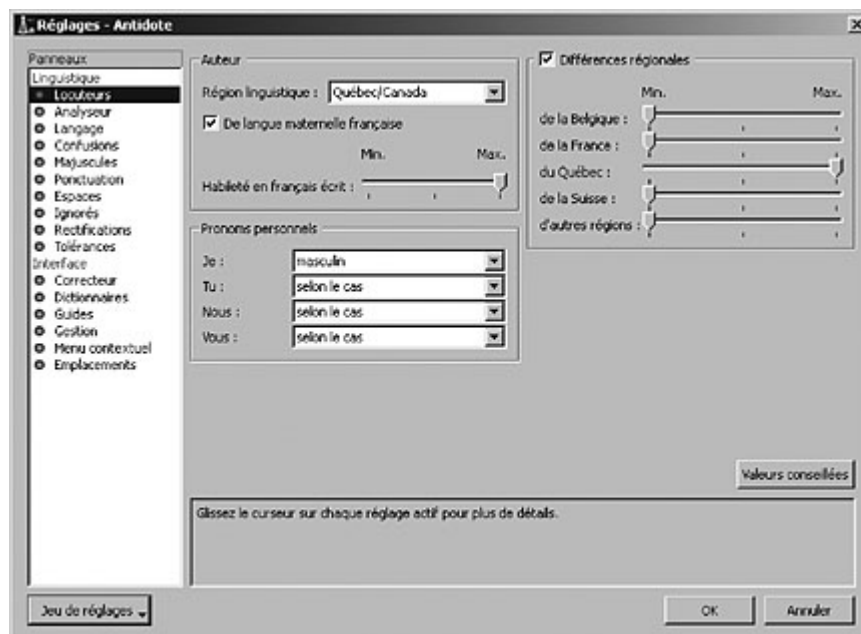 Réglages - Antidote
Panneaux
Linguistique
Locuteurs
Analyseur
Langage
Confusions
Majuscules
Ponctuation
Espaces
Ignorés
Rectifications
Tolérances
Interface
Correcteur
Dictionnaires
Guides
Gestion
Menu contextuel
Emplacements
Jeu de réglages
Auteur
Région linguistique : Québec/Canada
De langue maternelle française
Min. Max.
Habileté en français écrit :
Pronoms personnels
Je : masculin
Tu : selon le cas
Nous : selon le cas
Vous : selon le cas
Différences régionales
Min. Max.
de la Belgique :
de la France :
du Québec :
de la Suisse :
d'autres régions :
Valeurs conseillées
Glissez le curseur sur chaque réglage actif pour plus de détails.
OK Annuler